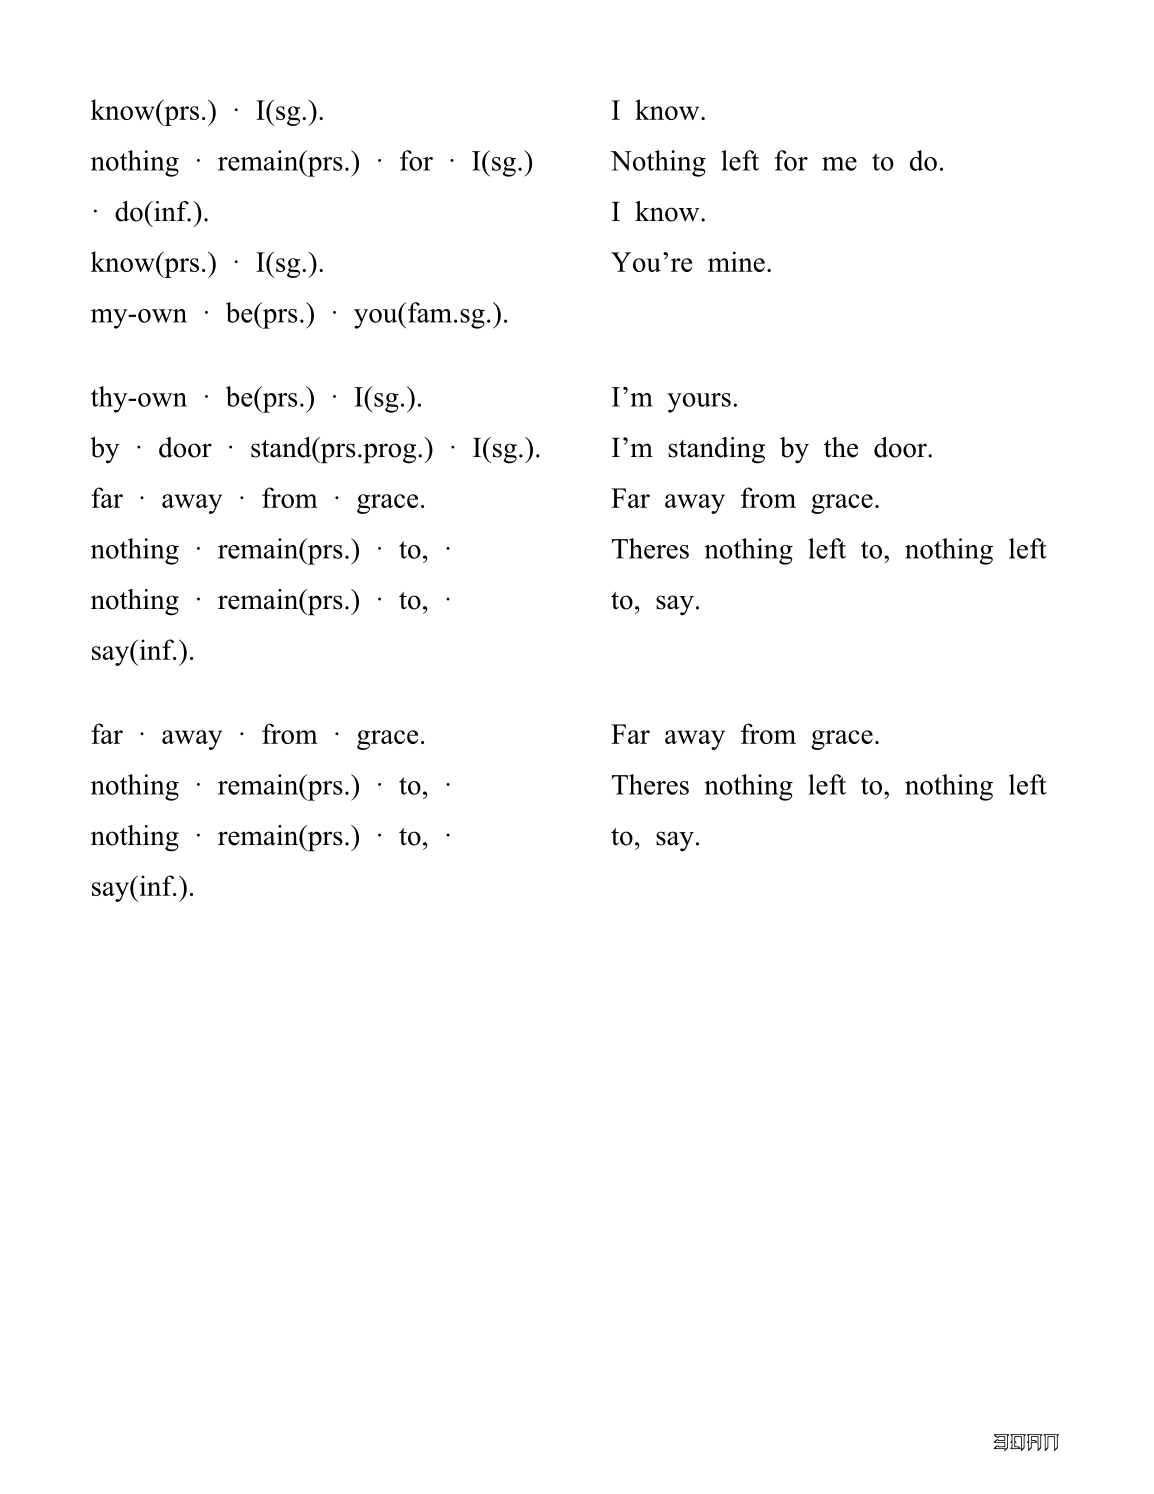 know(prs.) · I(sg.).
nothing · remain(prs.) · for · I(sg.)
· do(inf.).
know(prs.) · I(sg.).
my-own · be(prs.) · you(fam.sg.).
thy-own · be(prs.) · I(sg.).
by · door · stand(prs.prog.) · I(sg.).
far · away · from · grace.
nothing · remain(prs.) · to, ·
nothing · remain(prs.) · to, ·
say(inf.).
far · away · from · grace.
nothing · remain(prs.) · to, ·
nothing · remain(prs.) · to, ·
say(inf.).
I know.
Nothing left for me to do.
I know.
You’re mine.
I’m yours.
I’m standing by the door.
Far away from grace.
Theres nothing left to, nothing left
to, say.
Far away from grace.
Theres nothing left to, nothing left
to, say.